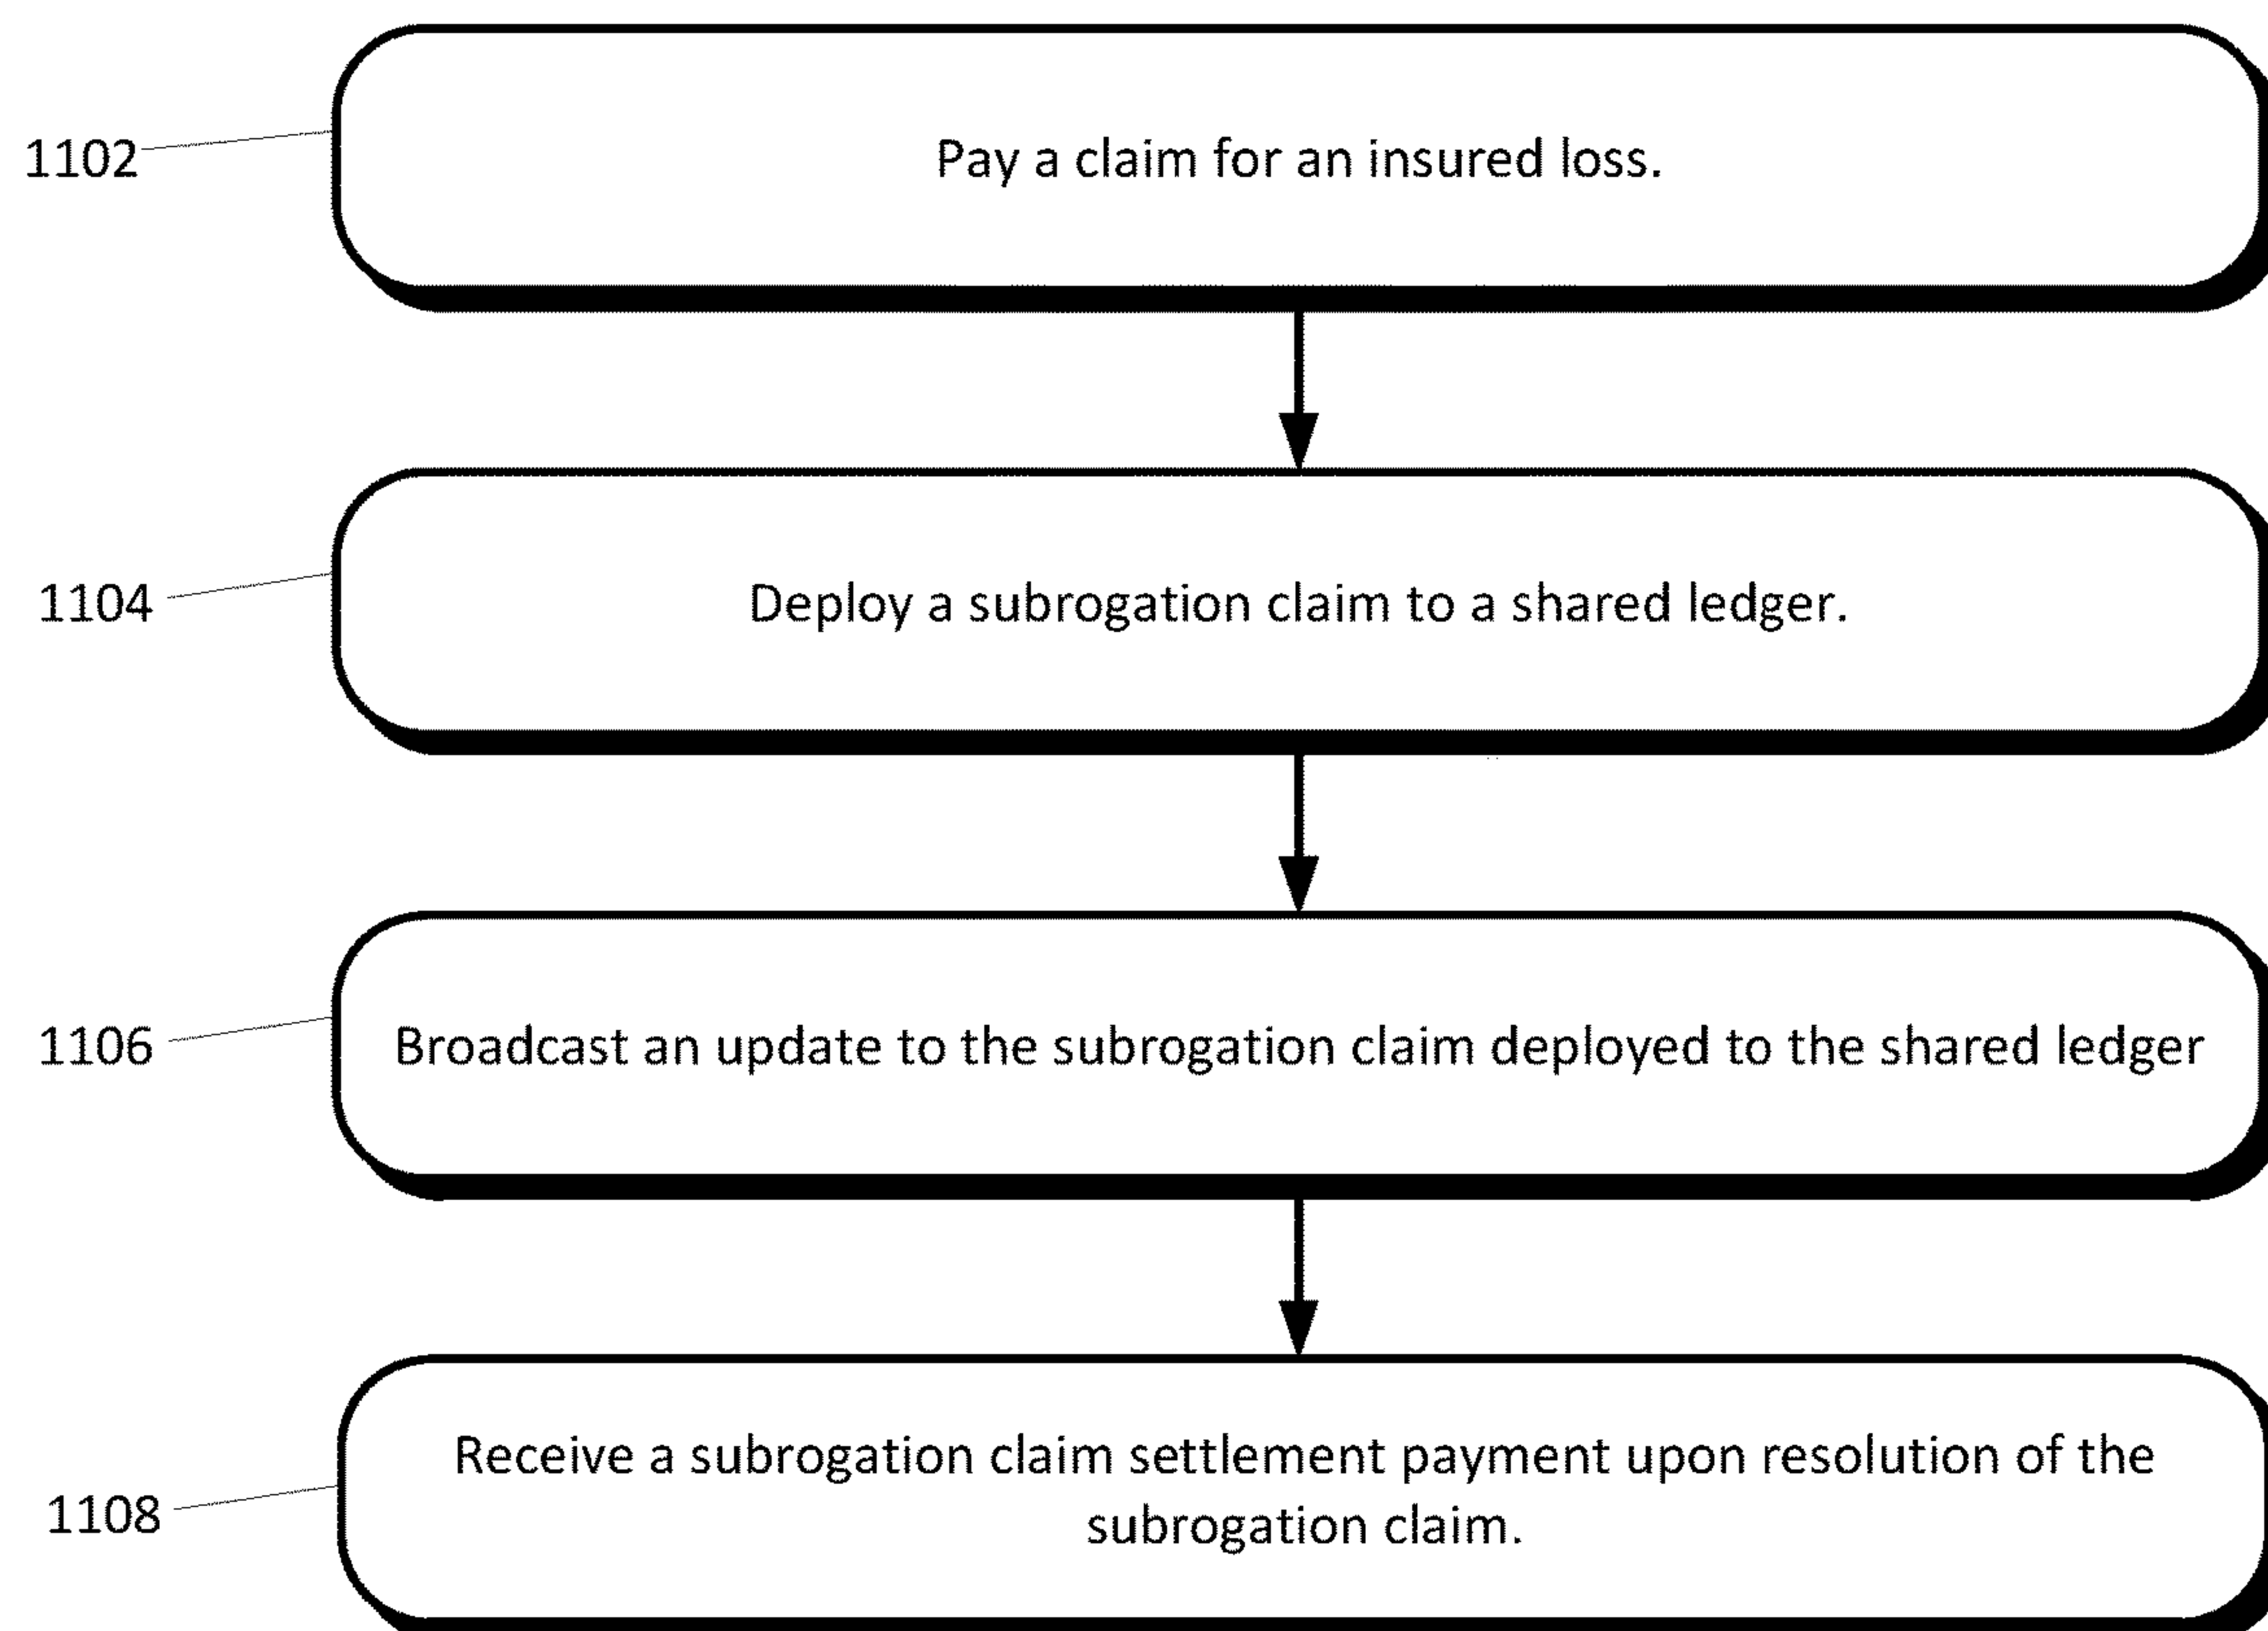 1102
Pay a claim for an insured loss.
1104
Deploy a subrogation claim to a shared ledger.
1106
Broadcast an update to the subrogation claim deployed to the shared ledger
1108
Receive a subrogation claim settlement payment upon resolution of the
subrogation claim.